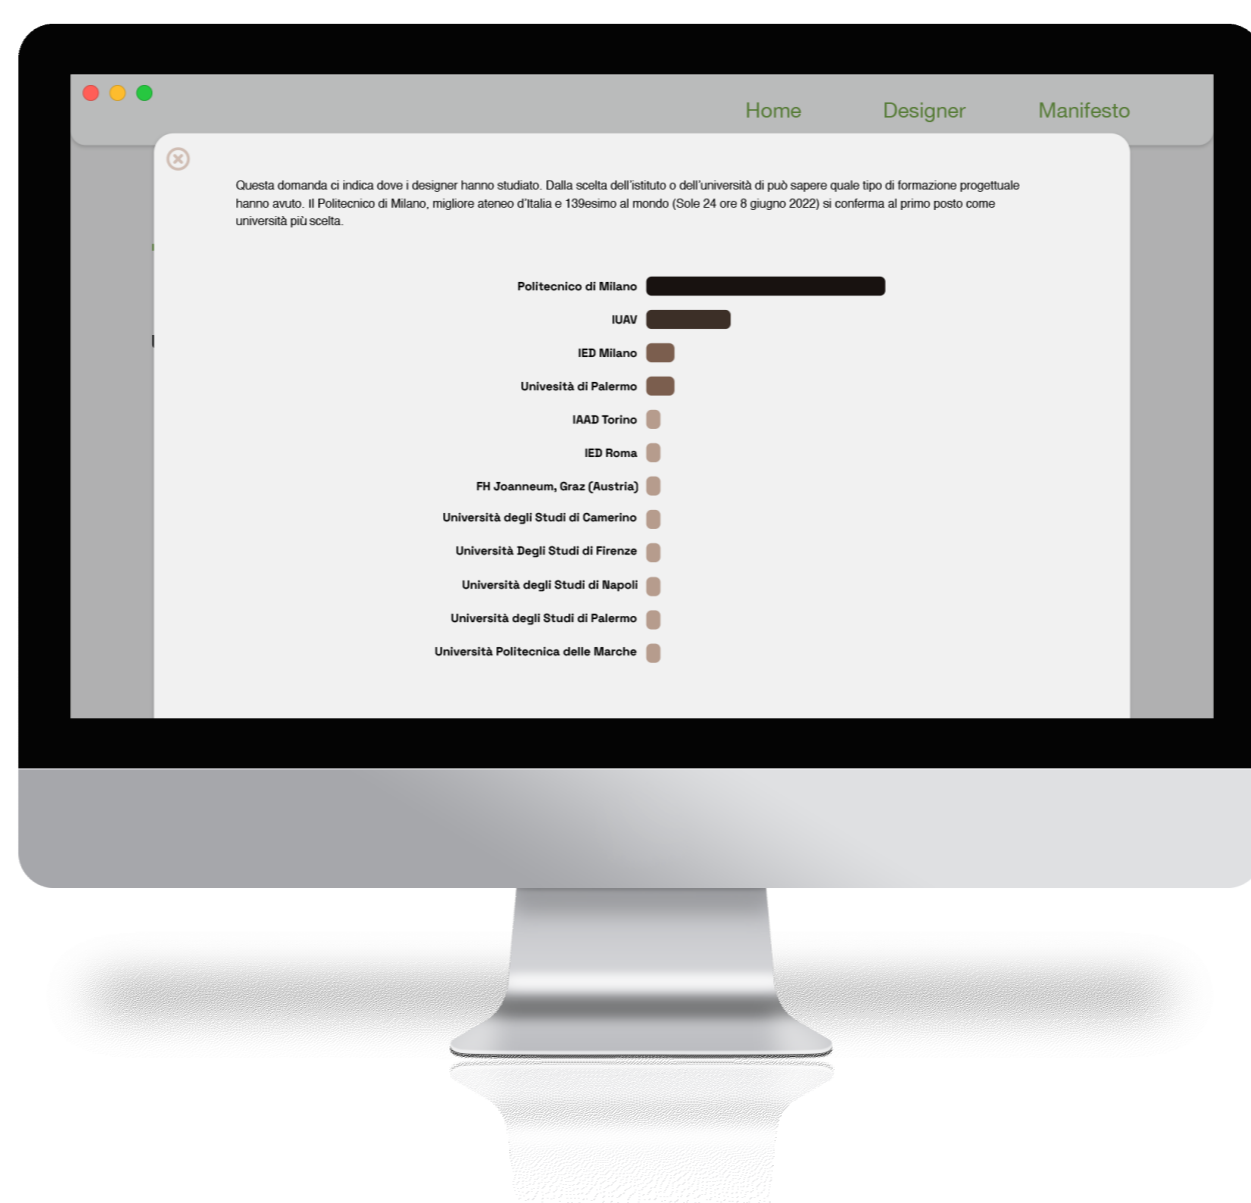 Home Designer Manifesto
Questa domanda ci indica dove i designer hanno studiato. Dalla scelta dell'istituto o dell'università di può sapere quale tipo di formazione progettuale
hanno avuto. Il Politecnico di Milano, migliore ateneo d'Italia e 139esimo al mondo (Sole 24 ore 8 giugno 2022) si conferma al primo posto come
università più scelta.
Politecnico di Milano
IUAV
IED Milano
Univesità di Palermo
IAAD Torino
IED Roma
FH Joanneum, Graz (Austria)
Università degli Studi di Camerino
Università Degli Studi di Firenze
Università degli Studi di Napoli
Università degli Studi di Palermo
Università Politecnica delle Marche